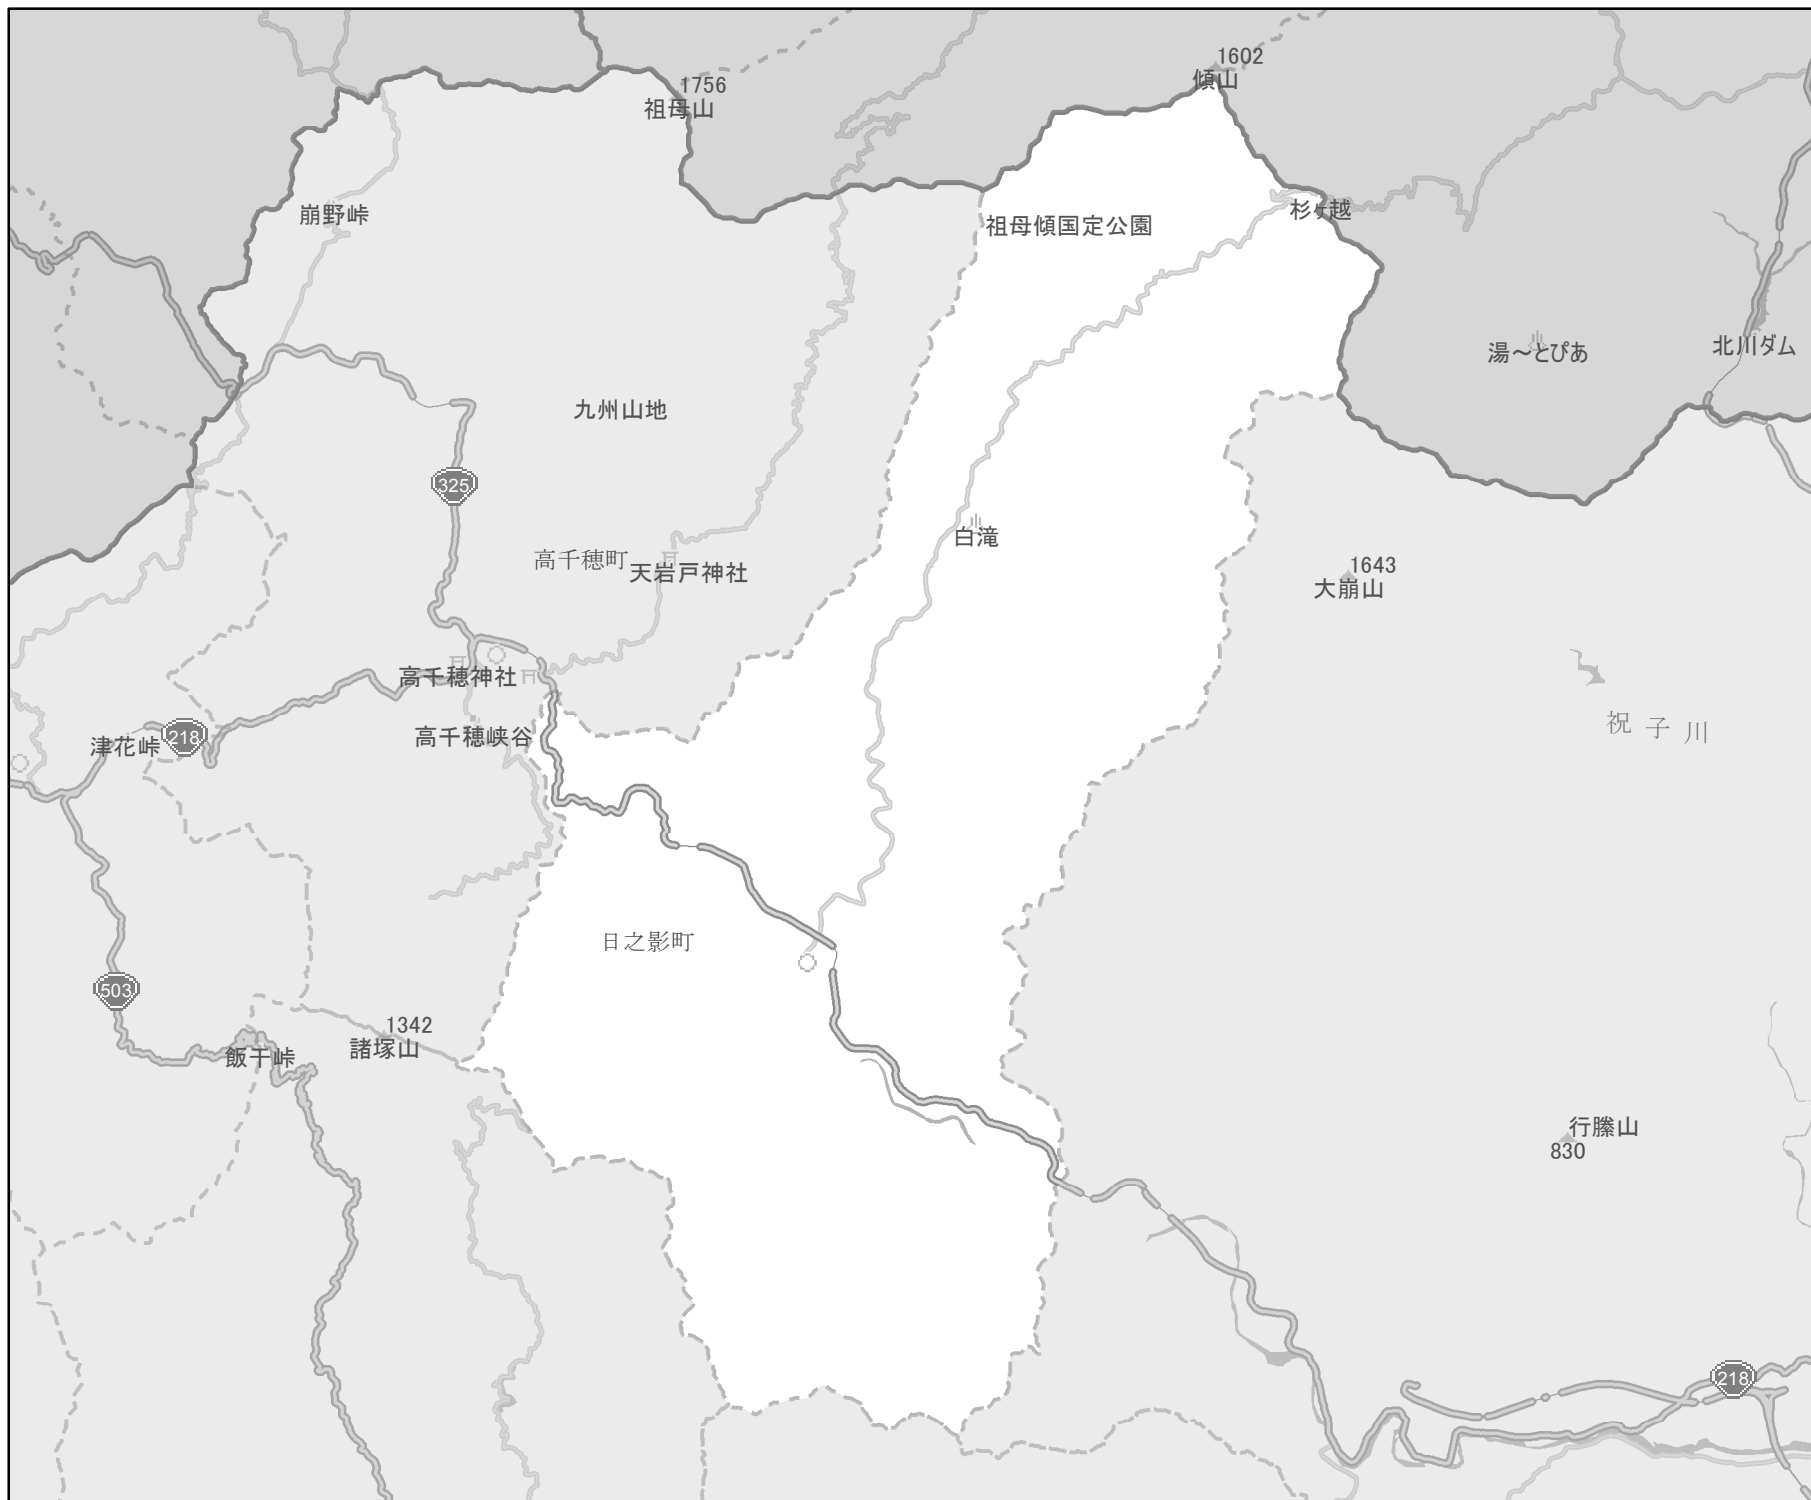 1602
傾山
1756
祖母山
崩野峠
杉ヶ越
祖母傾国定公園
湯～とぴあ
北川ダム
九州山地
325
白滝
高千穂町
天岩戸神社
1643
大崩山
高千穂神社
祝子川
218
津花峠
高千穂峡谷
日之影町
503
1342
諸塚山
飯干峠
行縢山
830
218